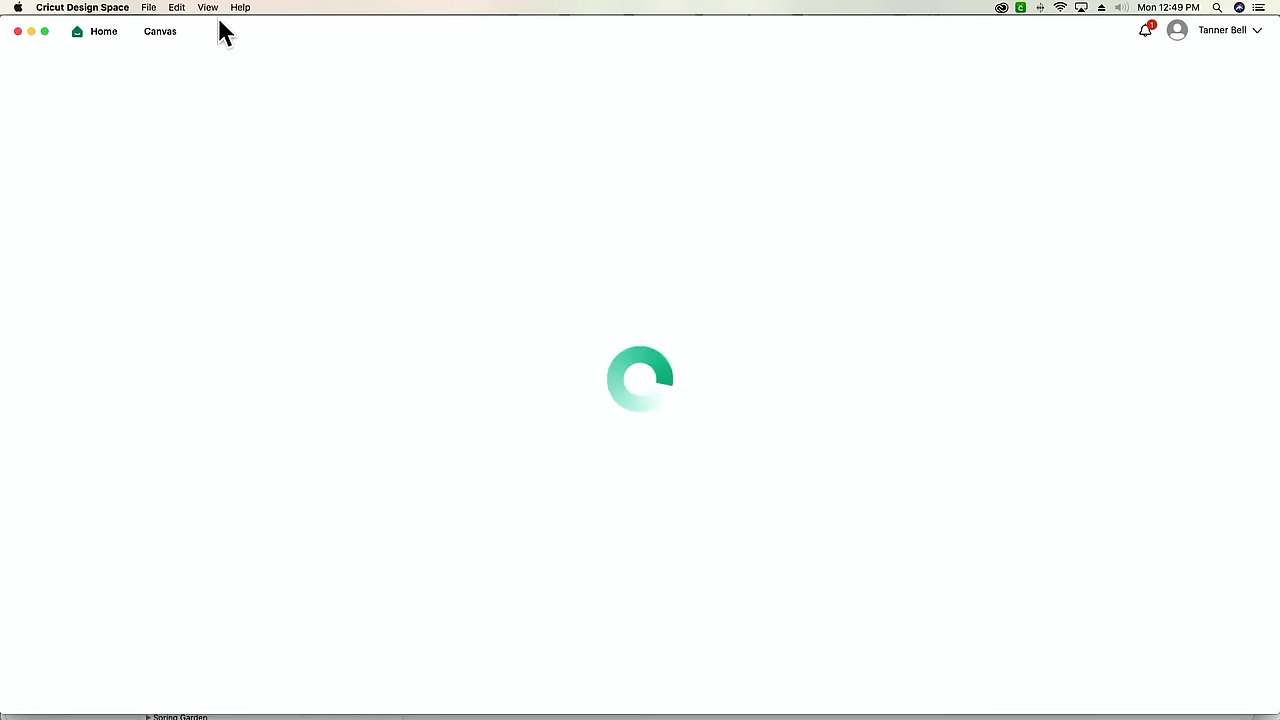 Cricut Design Space File Edit View Help Mon 12:49 PM
Home Canvas 1 Tanner Bell
Spring Garden